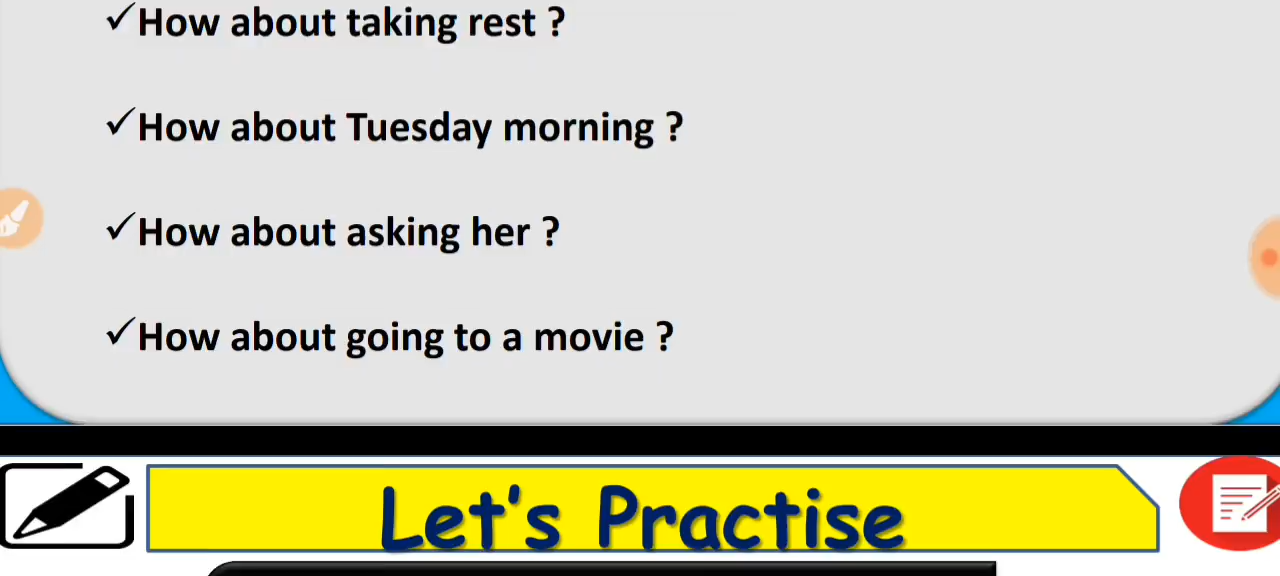 ✓How about taking rest ?
✓How about Tuesday morning ?
✓How about asking her ?
✓How about going to a movie ?
Let's Practise